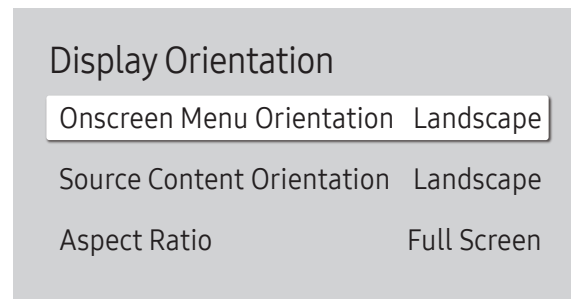 Display Orientation
Onscreen Menu Orientation Landscape
Source Content Orientation Landscape
Aspect Ratio Full Screen